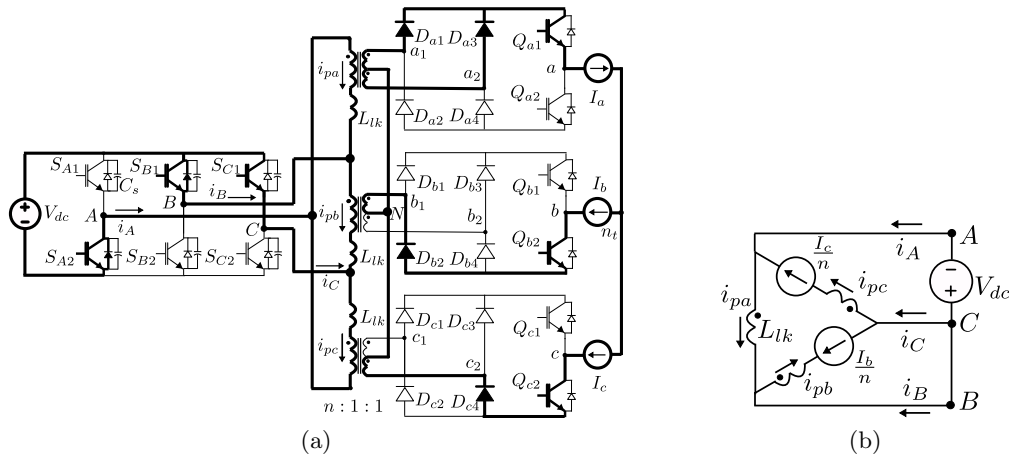 D_{a1} D_{a3} Q_{a1}
a_1
i_{pa} a_2 a I_a
Q_{a2}
L_{lk} D_{a2} D_{a4}
S_{A1} S_{B1} S_{C1}
C_s B i_B
V_{dc} A i_A C
S_{A2} S_{B2} S_{C2}
D_{b1} D_{b3} Q_{b1} I_b
i_{pb} N b_1 b_2 b n_t
L_{lk} D_{b2} D_{b4} Q_{b2}
i_C
L_{lk} D_{c1} D_{c3} Q_{c1}
i_{pc} c_1 c_2 c I_c
D_{c2} D_{c4} Q_{c2}
n : 1 : 1
(a)
i_A A
I_c/n i_{pc} V_{dc}
i_{pa} L_{lk} i_C C
I_b/n i_{pb}
i_B B
(b)